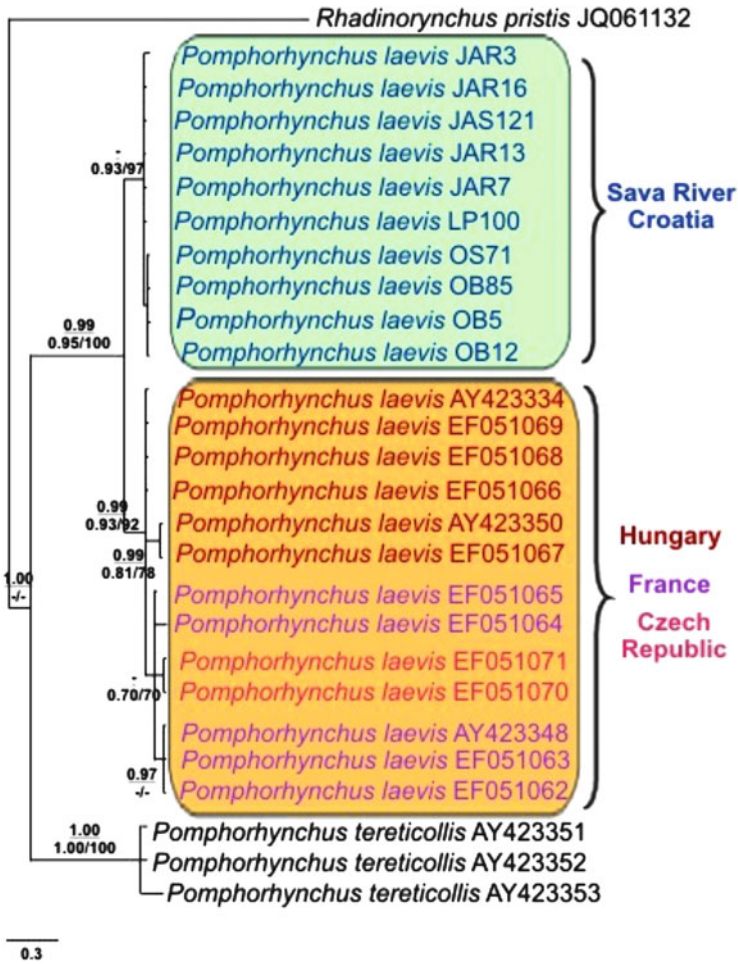 Rhadinorynchus pristis JQ061132
Pomphorhynchus laevis JAR3
Pomphorhynchus laevis JAR16
Pomphorhynchus laevis JAS121
-
Pomphorhynchus laevis JAR13
0.93/97
Pomphorhynchus laevis JAR7
Sava River
Croatia
Pomphorhynchus laevis LP100
Pomphorhynchus laevis OS71
Pomphorhynchus laevis OB85
Pomphorhynchus laevis OB5
0.99
0.95/100
Pomphorhynchus laevis OB12
Pomphorhynchus laevis AY423334
Pomphorhynchus laevis EF051069
Pomphorhynchus laevis EF051068
Pomphorhynchus laevis EF051066
0.99
0.93/92
Pomphorhynchus laevis AY423350
Hungary
Pomphorhynchus laevis EF051067
0.99
0.81/78
1.00
-/-
Pomphorhynchus laevis EF051065
France
Pomphorhynchus laevis EF051064
Czech
Republic
Pomphorhynchus laevis EF051071
-
0.70/70
Pomphorhynchus laevis EF051070
Pomphorhynchus laevis AY423348
Pomphorhynchus laevis EF051063
0.97
-/-
Pomphorhynchus laevis EF051062
1.00
1.00/100
Pomphorhynchus tereticollis AY423351
Pomphorhynchus tereticollis AY423352
Pomphorhynchus tereticollis AY423353
0.3